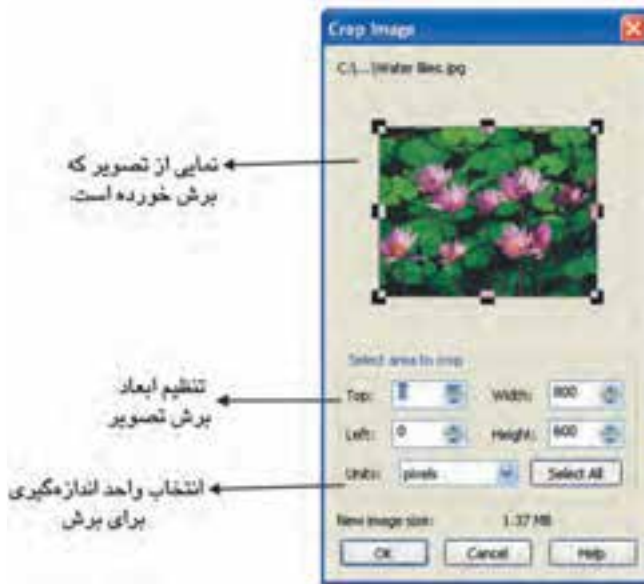 Crop Image
C:\...\Water lilies.jpg
نمایی از تصویر که
برش خورده است.
Select area to crop
تنظیم ابعاد
برش تصویر
Top:
Width: 800
Left: 0
Height: 600
انتخاب واحد اندازه‌گیری
برای برش
Units: pixels
Select All
New image size: 1.37 MB
OK
Cancel
Help